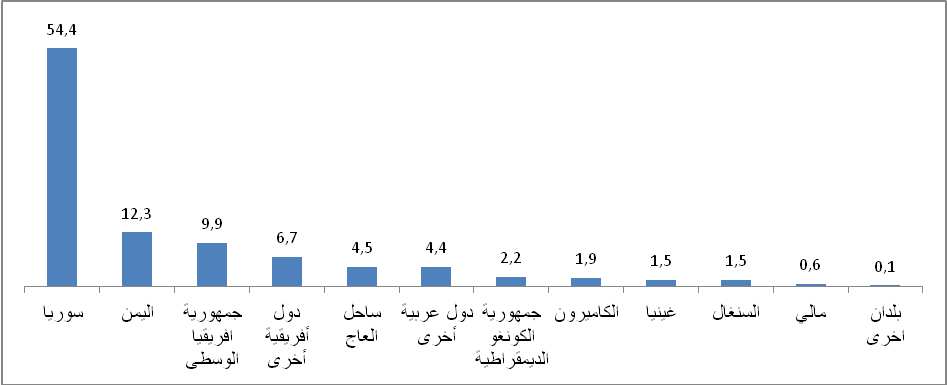 54,4
12,3
9,9
6,7
4,5
4,4
2,2
1,9
1,5
1,5
0,6
0,1
سوريا
اليمن
جمهورية
افريقيا
الوسطى
دول
أفريقية
أخرى
ساحل
العاج
دول عربية
أخرى
جمهورية
الكونغو
الديمقراطية
الكاميرون
غينيا
السنغال
مالي
بلدان
اخرى